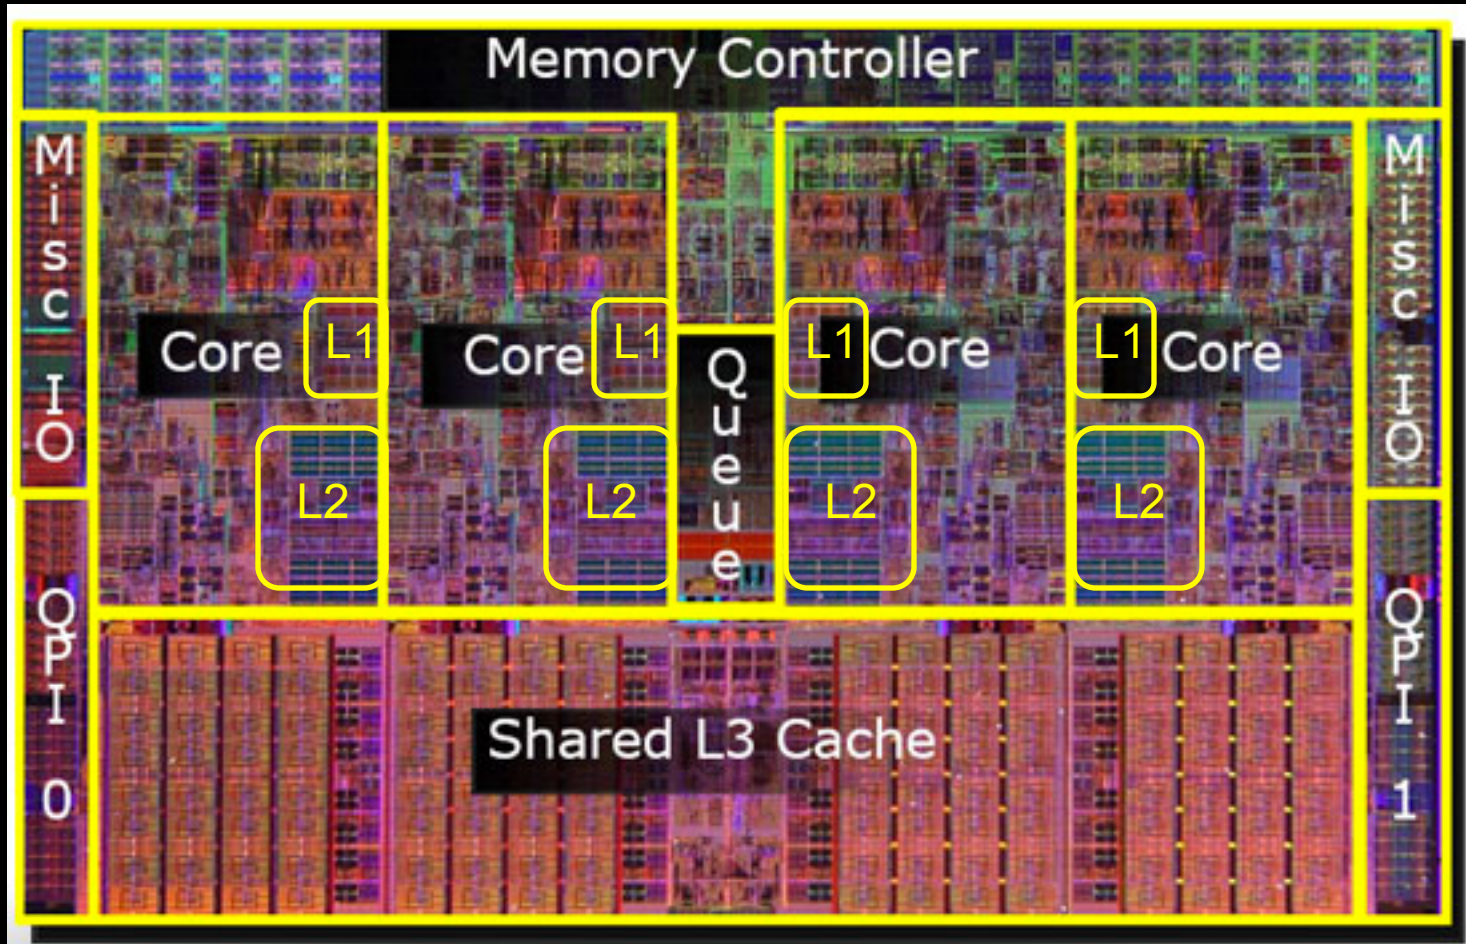 Memory Controller
Misc IO
Misc IO
Core
L1
Core
L1
L1
Core
L1
Core
Queue
L2
L2
L2
L2
QPI 0
QPI 1
Shared L3 Cache